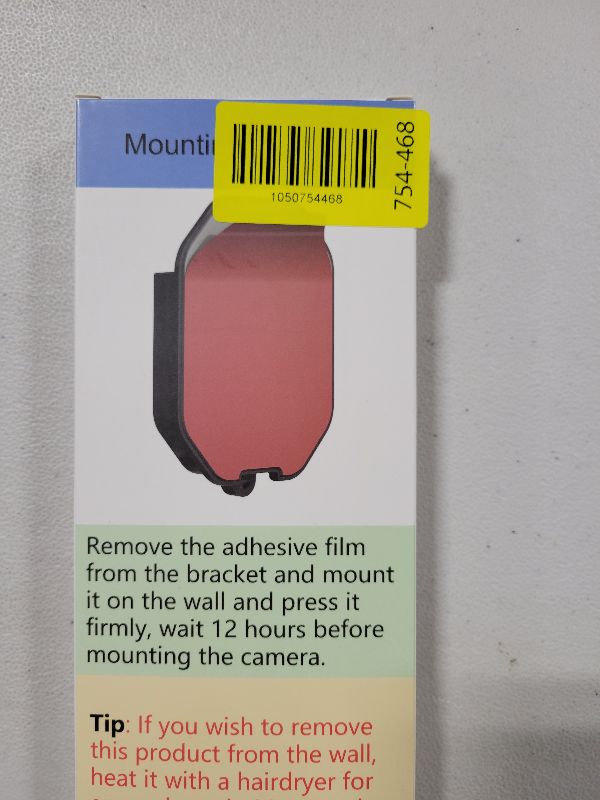 Mounti
1050754468
754-468
Remove the adhesive film
from the bracket and mount
it on the wall and press it
firmly, wait 12 hours before
mounting the camera.
Tip: If you wish to remove
this product from the wall,
heat it with a hairdryer for